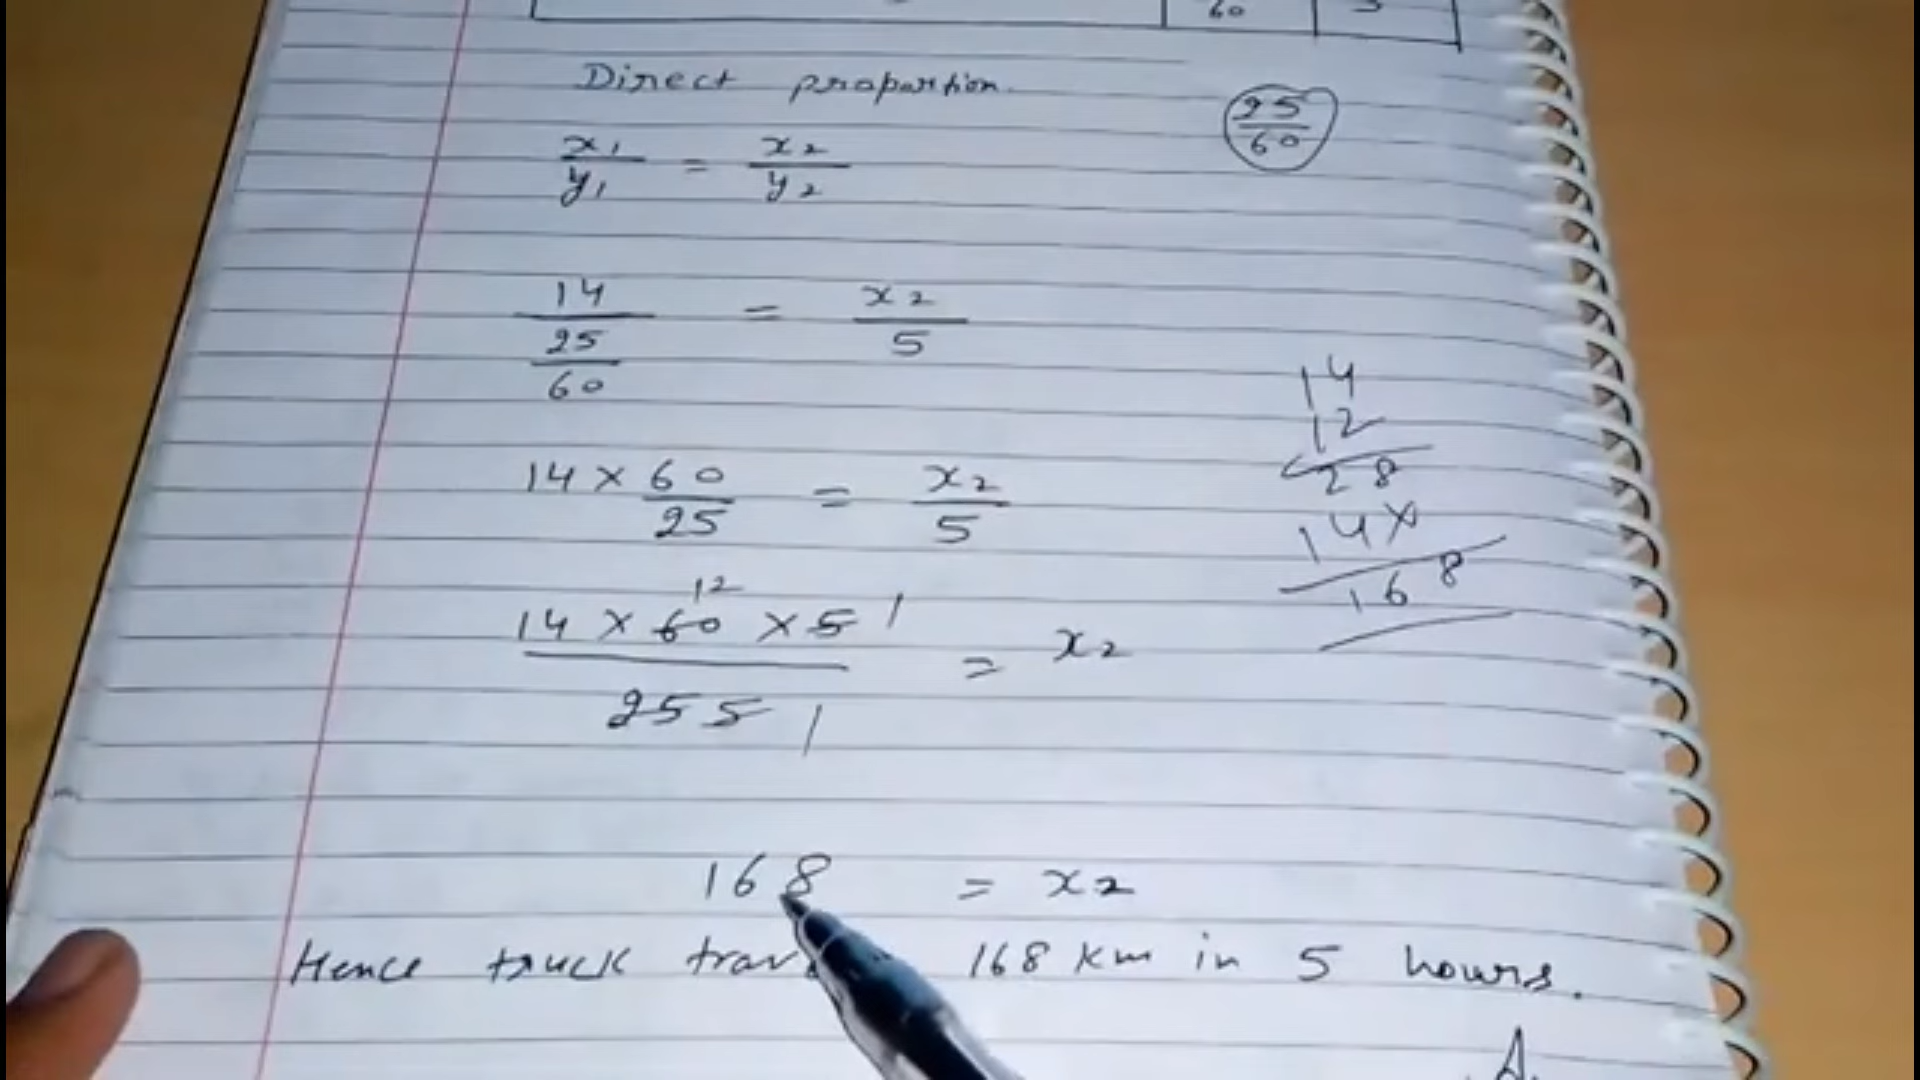 60 5
Direct proportion.
25/60
x1/y1 = x2/y2
14/(25/60) = x2/5
14 × 60/25 = x2/5
14
12
28
14×
168
12
14 × 60 × 5 1
25 5 1
= x2
168 = x2
Hence truck 168 km in 5 hours.